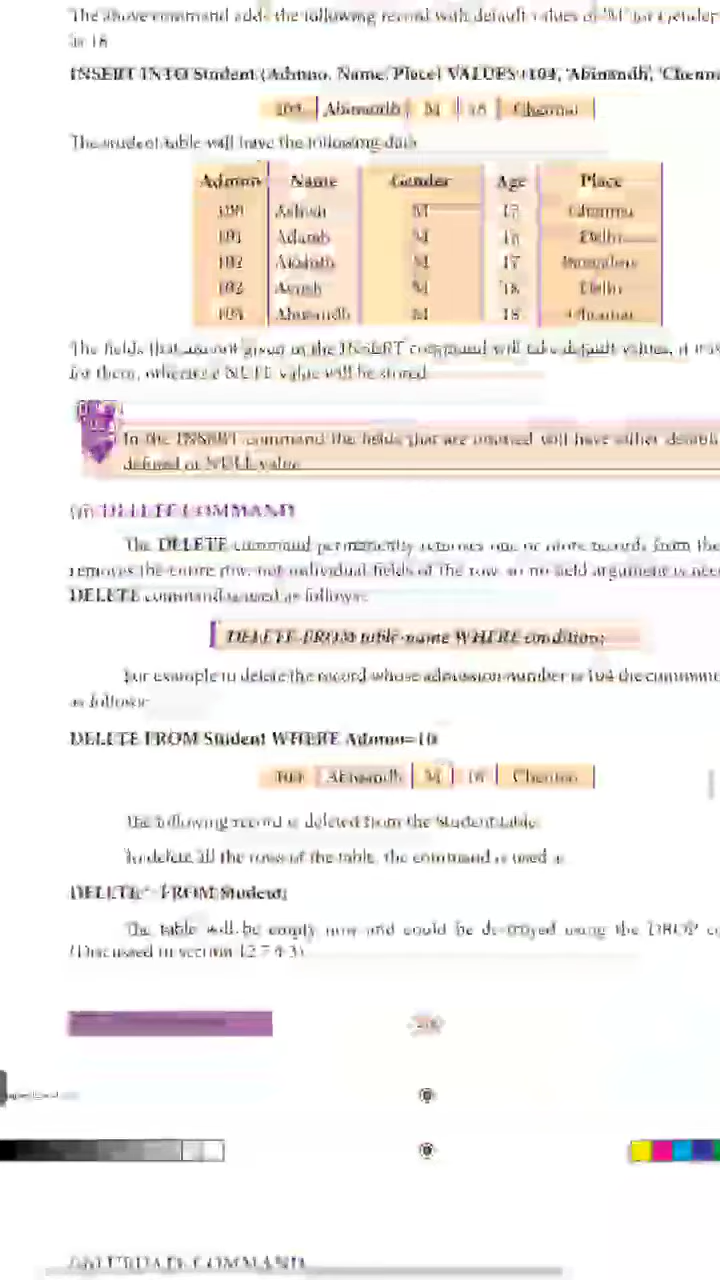 The above command adds the following record with default values of 'M' for Gender
as 18
INSERT INTO Student (Admno, Name, Place) VALUES (104, 'Abinandh', 'Chenna
104 Abinandh M 18 Chennai
The student table will have the following data
Admno Name Gender Age Place
100 Ashish M 17 Chennai
101 Adarsh M 18 Delhi
102 Akshith M 17 Bangalore
103 Ayush M 18 Delhi
104 Abinandh M 18 Chennai
The fields that are not given in the INSERT command will take default values, if it is
for them, otherwise NULL value will be stored.
In the INSERT command the fields that are omitted will have either default
defined or NULL value.
(ii) DELETE COMMAND
The DELETE command permanently removes one or more records from the
removes the entire row, not individual fields of the row, so no field argument is nee
DELETE command is used as follows:
DELETE FROM table-name WHERE condition;
For example to delete the record whose admission number is 104 the comman
as follows:
DELETE FROM Student WHERE Admno=10
104 Abinandh M 18 Chennai
The following record is deleted from the Student table.
To delete all the rows of the table, the command is used a
DELETE * FROM Student;
The table will be empty now and could be destroyed using the DROP co
(Discussed in section 12.7.4.3)
UPDATE COMMAND